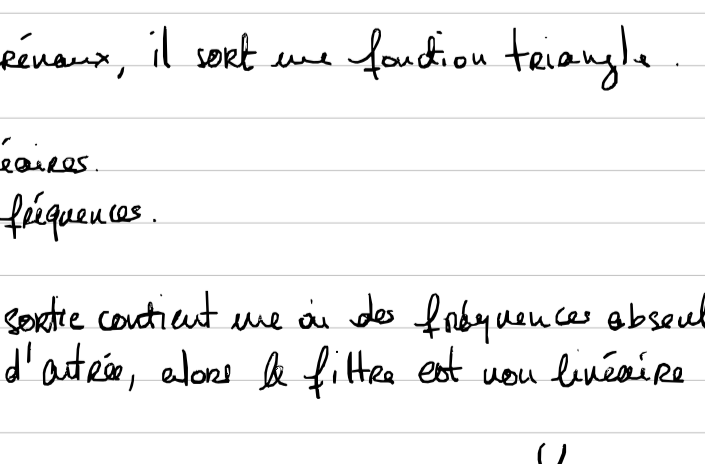 rénaux, il sort une fonction triangle.
éaires.
fréquences.
sortie contient une ou des fréquences absent
d'entrée, alors le filtre est non linéaire